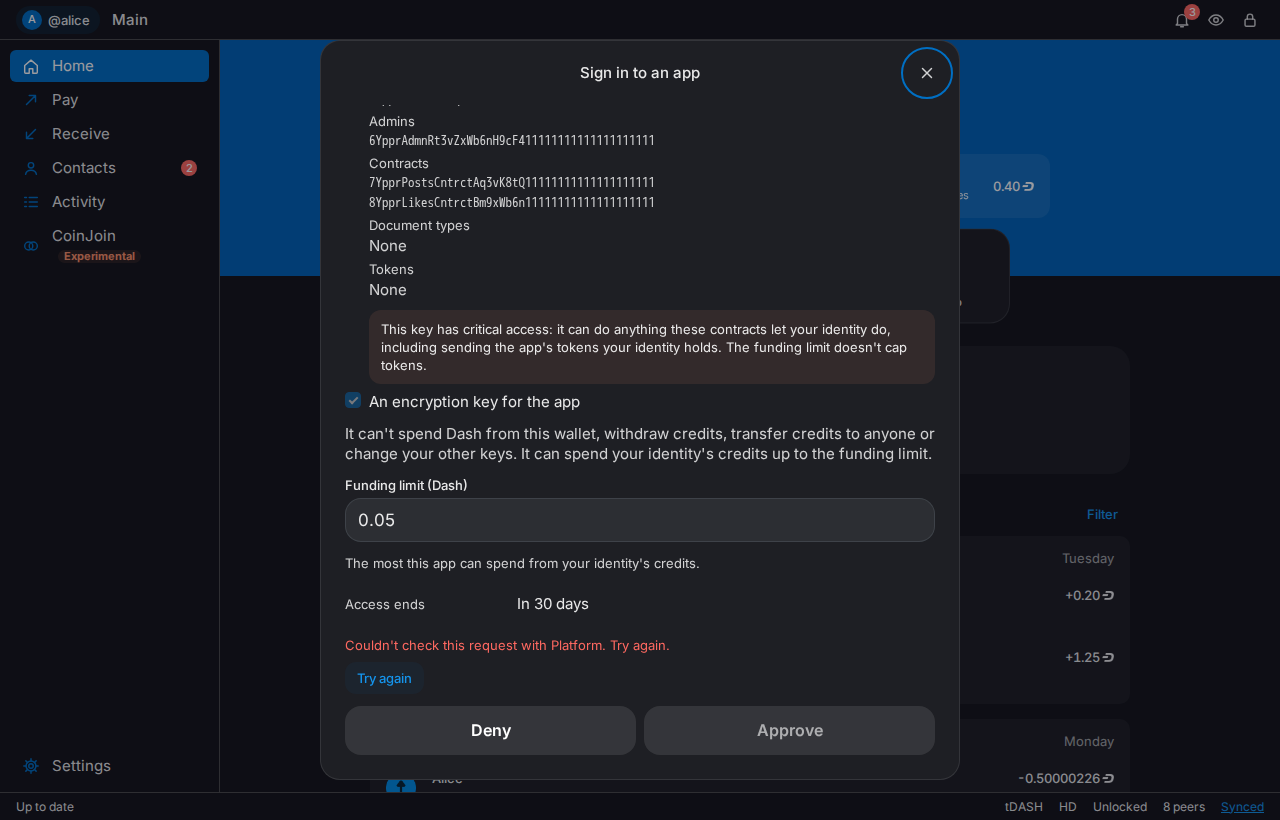 A @alice Main
3
Home
Pay
Receive
Contacts 2
Activity
CoinJoin
Experimental
Settings
Sign in to an app
Admins
6YpprAdmnRt3vZxWb6nH9cF411111111111111111111
Contracts
7YpprPostsCntrctAq3vK8tQ11111111111111111111
8YpprLikesCntrctBm9xWb6n11111111111111111111
Document types
None
Tokens
None
This key has critical access: it can do anything these contracts let your identity do,
including sending the app's tokens your identity holds. The funding limit doesn't cap
tokens.
An encryption key for the app
It can't spend Dash from this wallet, withdraw credits, transfer credits to anyone or
change your other keys. It can spend your identity's credits up to the funding limit.
Funding limit (Dash)
0.05
The most this app can spend from your identity's credits.
Access ends In 30 days
Couldn't check this request with Platform. Try again.
Try again
Deny Approve
0.40
Filter
Tuesday
+0.20
+1.25
Monday
Alice -0.50000226
Up to date tDASH HD Unlocked 8 peers Synced